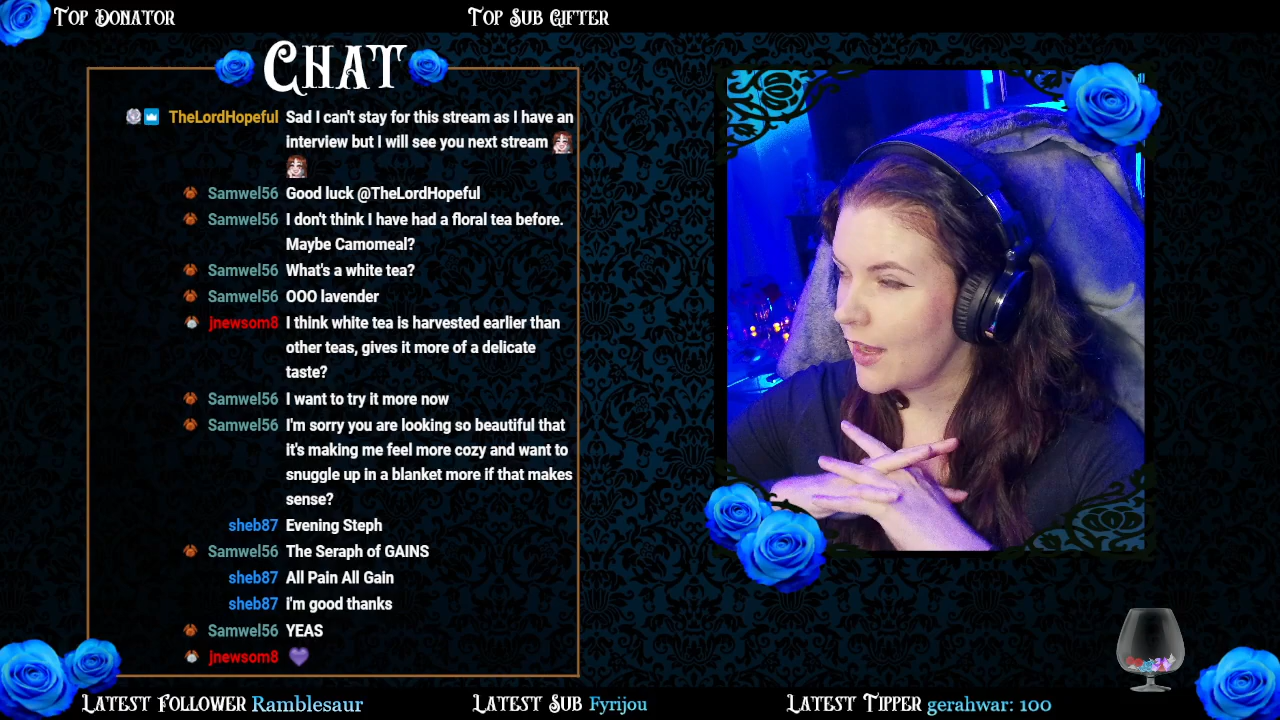 Top Donator
Top Sub Gifter
Chat
TheLordHopeful Sad I can't stay for this stream as I have an
interview but I will see you next stream
Samwel56 Good luck @TheLordHopeful
Samwel56 I don't think I have had a floral tea before.
Maybe Camomeal?
Samwel56 What's a white tea?
Samwel56 OOO lavender
jnewsom8 I think white tea is harvested earlier than
other teas, gives it more of a delicate
taste?
Samwel56 I want to try it more now
Samwel56 I'm sorry you are looking so beautiful that
it's making me feel more cozy and want to
snuggle up in a blanket more if that makes
sense?
sheb87 Evening Steph
Samwel56 The Seraph of GAINS
sheb87 All Pain All Gain
sheb87 I'm good thanks
Samwel56 YEAS
jnewsom8
Latest Follower Ramblesaur
Latest Sub Fyrijou
Latest Tipper gerahwar: 100